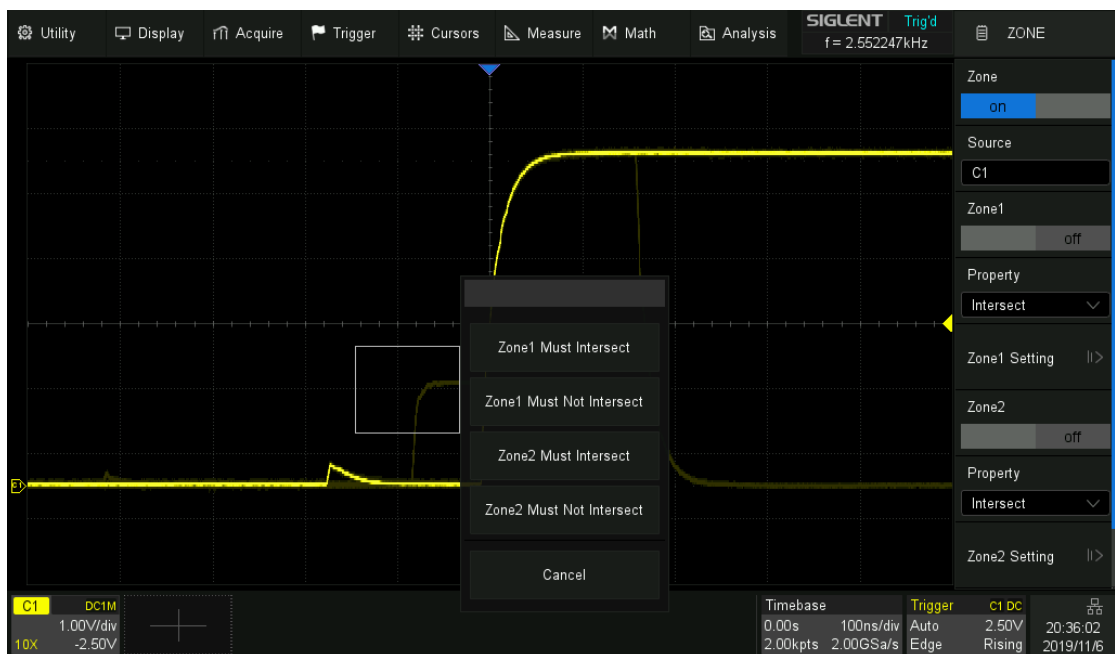 Utility Display Acquire Trigger Cursors Measure Math Analysis
SIGLENT Trig'd
f = 2.552247kHz
ZONE
Zone
on
Source
C1
Zone1
off
Property
Intersect
Zone1 Setting
Zone2
off
Property
Intersect
Zone2 Setting
Zone1 Must Intersect
Zone1 Must Not Intersect
Zone2 Must Intersect
Zone2 Must Not Intersect
Cancel
C1
C1 DC1M
1.00V/div
10X -2.50V
Timebase
0.00s 100ns/div
2.00kpts 2.00GSa/s
Trigger C1 DC
Auto 2.50V
Edge Rising
20:36:02
2019/11/6